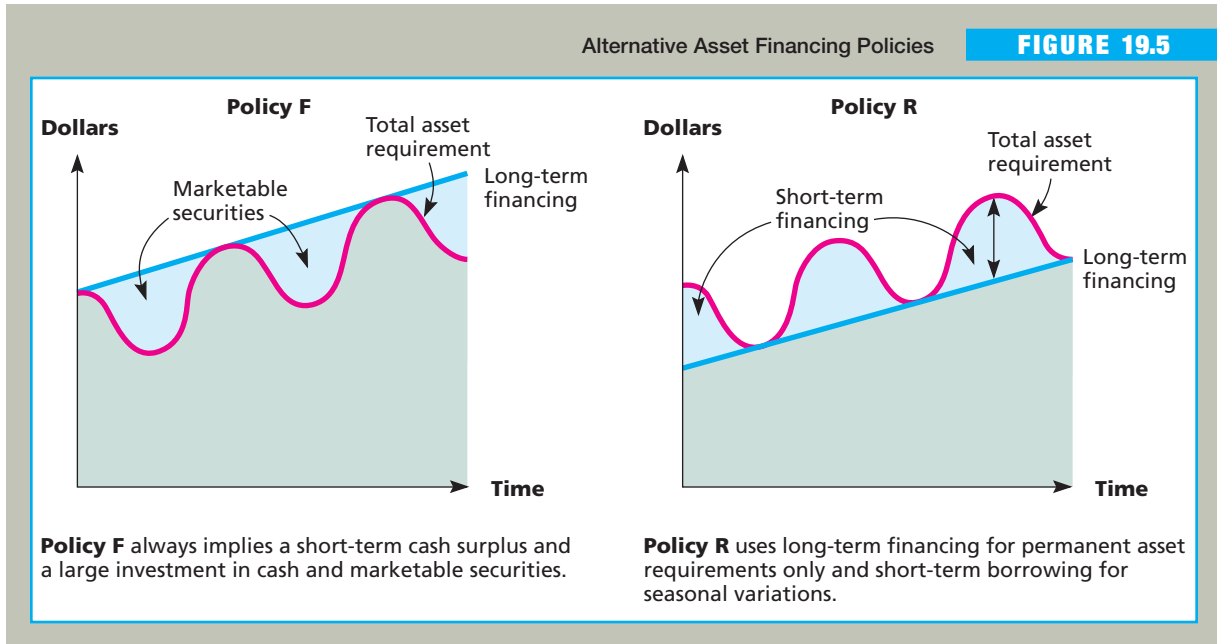 Alternative Asset Financing Policies
FIGURE 19.5
Policy F
Dollars
Total asset
requirement
Long-term
financing
Marketable
securities
Time
Policy F always implies a short-term cash surplus and
a large investment in cash and marketable securities.
Policy R
Dollars
Total asset
requirement
Short-term
financing
Long-term
financing
Time
Policy R uses long-term financing for permanent asset
requirements only and short-term borrowing for
seasonal variations.